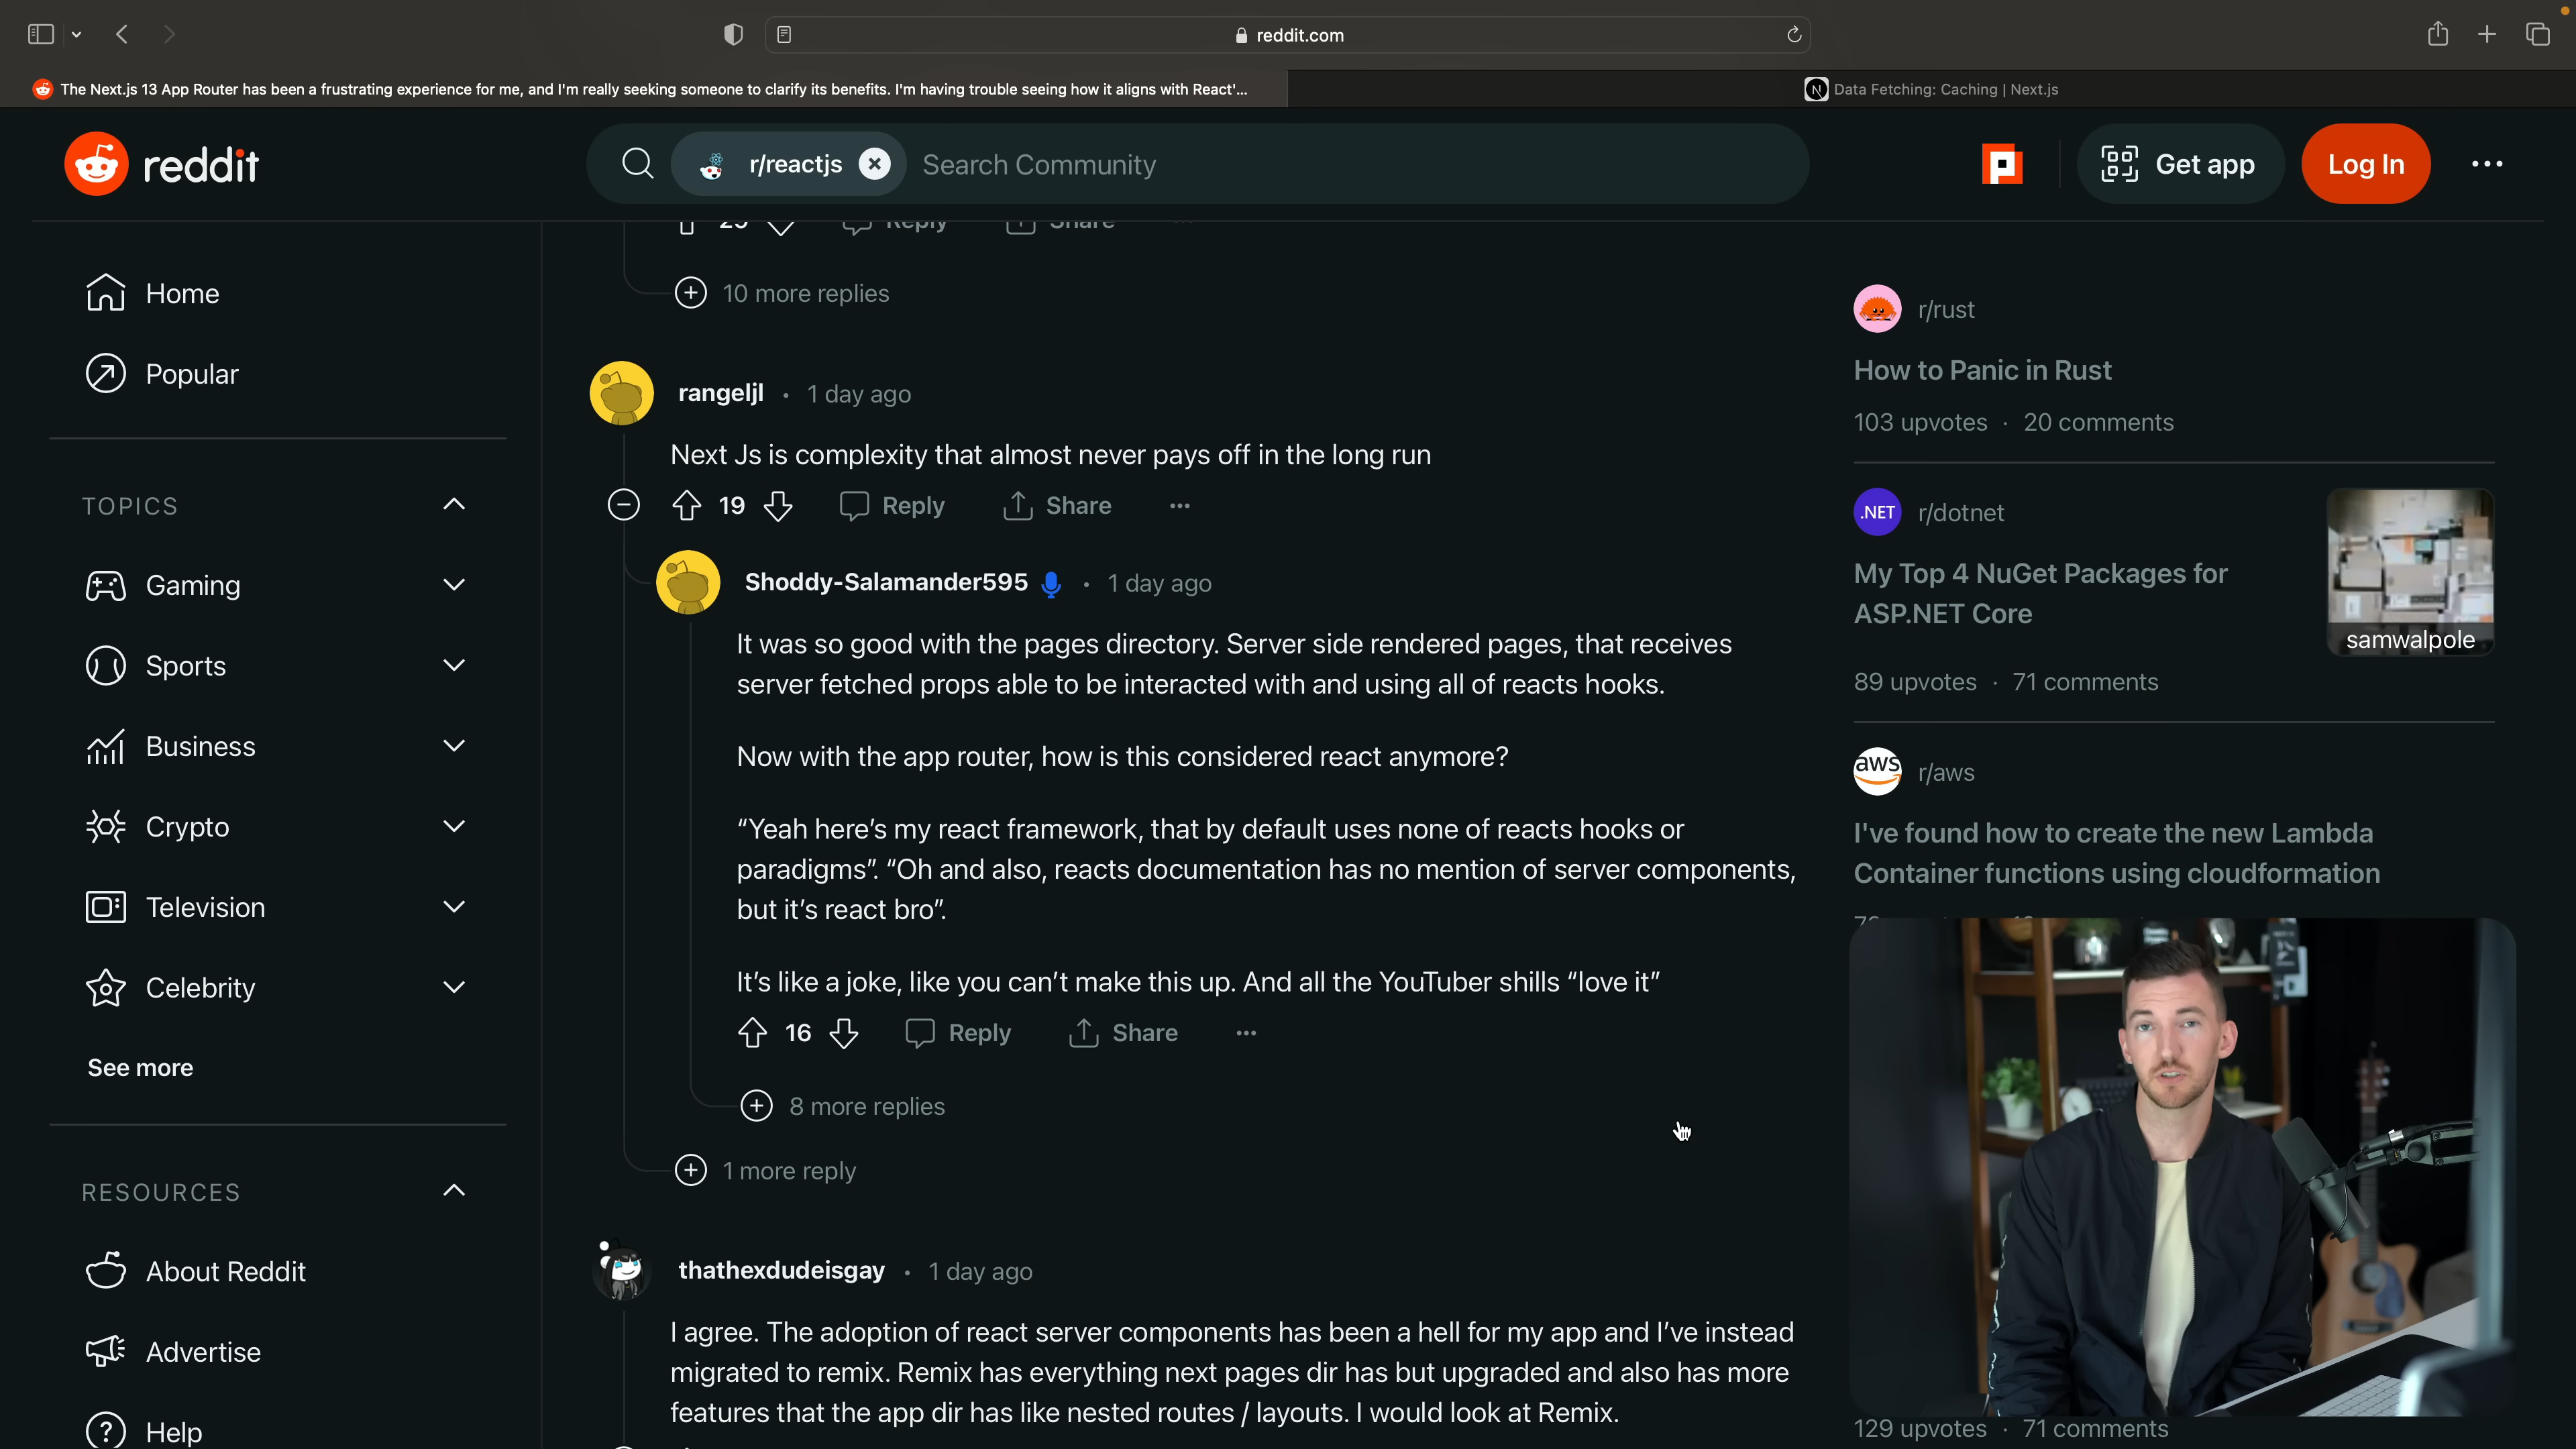 reddit.com
The Next.js 13 App Router has been a frustrating experience for me, and I'm really seeking someone to clarify its benefits. I'm having trouble seeing how it aligns with React'...
Data Fetching: Caching | Next.js
reddit
r/reactjs
Search Community
Get app
Log In
Home
Popular
TOPICS
Gaming
Sports
Business
Crypto
Television
Celebrity
See more
RESOURCES
About Reddit
Advertise
Help
Reply
Share
10 more replies
rangeljl • 1 day ago
Next Js is complexity that almost never pays off in the long run
19 Reply Share
Shoddy-Salamander595 • 1 day ago
It was so good with the pages directory. Server side rendered pages, that receives
server fetched props able to be interacted with and using all of reacts hooks.
Now with the app router, how is this considered react anymore?
“Yeah here’s my react framework, that by default uses none of reacts hooks or
paradigms”. “Oh and also, reacts documentation has no mention of server components,
but it’s react bro”.
It’s like a joke, like you can’t make this up. And all the YouTuber shills “love it”
16 Reply Share
8 more replies
1 more reply
thathexdudeisgay • 1 day ago
I agree. The adoption of react server components has been a hell for my app and I’ve instead
migrated to remix. Remix has everything next pages dir has but upgraded and also has more
features that the app dir has like nested routes / layouts. I would look at Remix.
r/rust
How to Panic in Rust
103 upvotes · 20 comments
.NET
r/dotnet
My Top 4 NuGet Packages for
ASP.NET Core
samwalpole
89 upvotes · 71 comments
aws
r/aws
I've found how to create the new Lambda
Container functions using cloudformation
129 upvotes · 71 comments